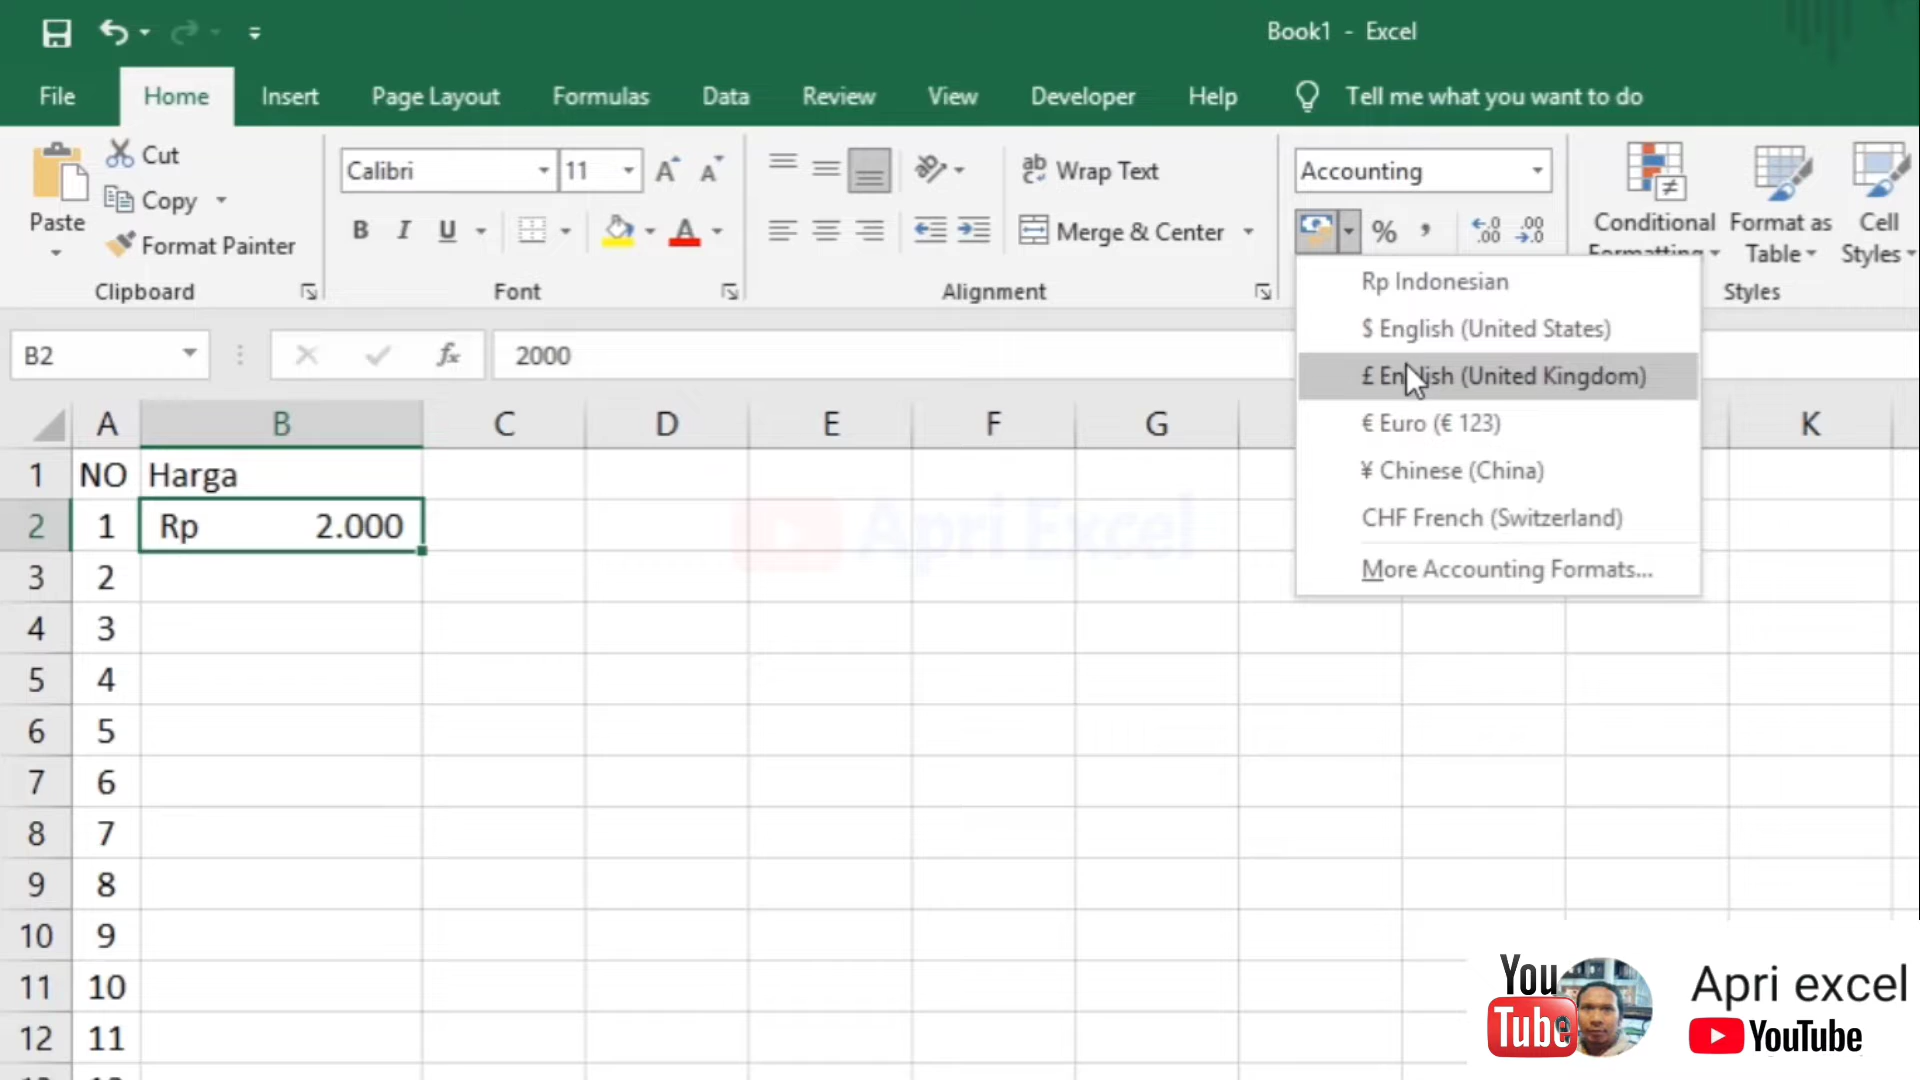 Book1 - Excel
File Home Insert Page Layout Formulas Data Review View Developer Help Tell me what you want to do
Paste
Cut
Copy
Format Painter
Clipboard
Calibri 11
B I U A
Font
Wrap Text
Merge & Center
Alignment
Accounting
% ,
Conditional
Formatting
Format as
Table
Cell
Styles
Styles
Rp Indonesian
$ English (United States)
£ English (United Kingdom)
€ Euro (€ 123)
¥ Chinese (China)
CHF French (Switzerland)
More Accounting Formats...
B2 fx 2000
A B C D E F G K
1 NO Harga
2 1 Rp 2.000
3 2
4 3
5 4
6 5
7 6
8 7
9 8
10 9
11 10
12 11
Apri Excel
You
Tube
Apri excel
YouTube